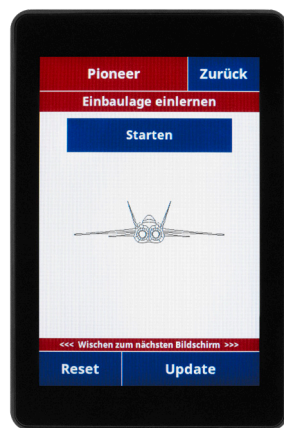 Pioneer Zurück
Einbaulage einlernen
Starten
<<< Wischen zum nächsten Bildschirm >>>
Reset Update